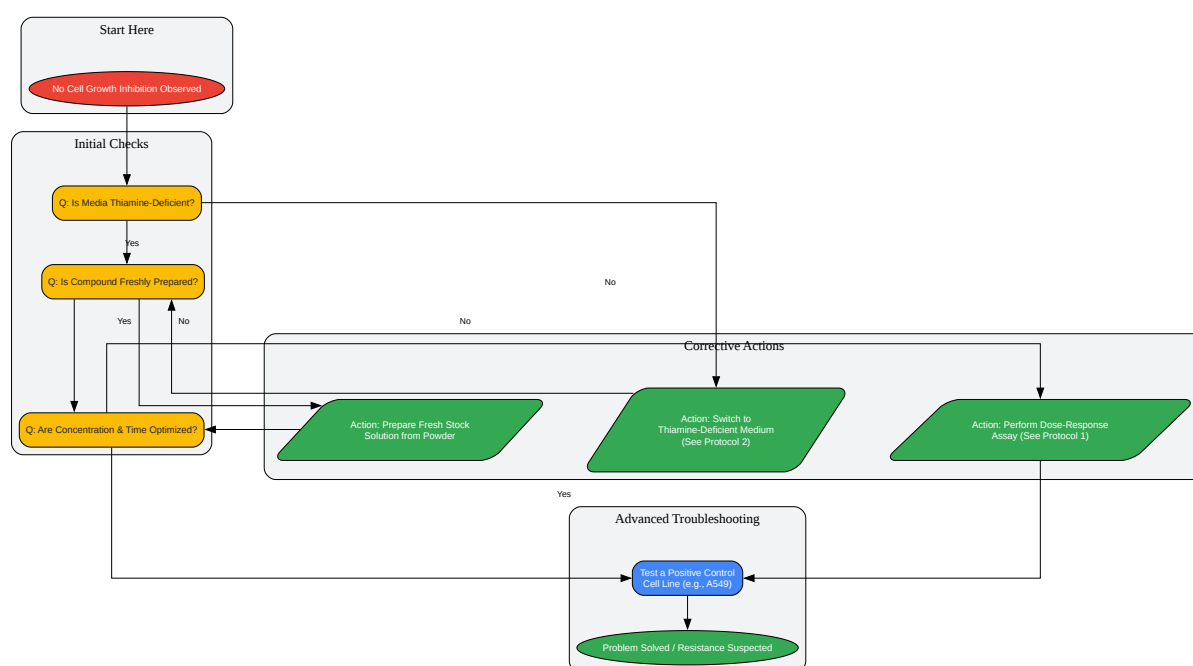 Start Here
No Cell Growth Inhibition Observed
Initial Checks
Q: Is Media Thiamine-Deficient?
Yes
Q: Is Compound Freshly Prepared?
No
Yes
No
No
Corrective Actions
Q: Are Concentration & Time Optimized?
Action: Prepare Fresh Stock
Solution from Powder
Action: Switch to
Thiamine-Deficient Medium
(See Protocol 2)
Action: Perform Dose-Response
Assay (See Protocol 1)
Yes
Advanced Troubleshooting
Test a Positive Control
Cell Line (e.g., A549)
Problem Solved / Resistance Suspected